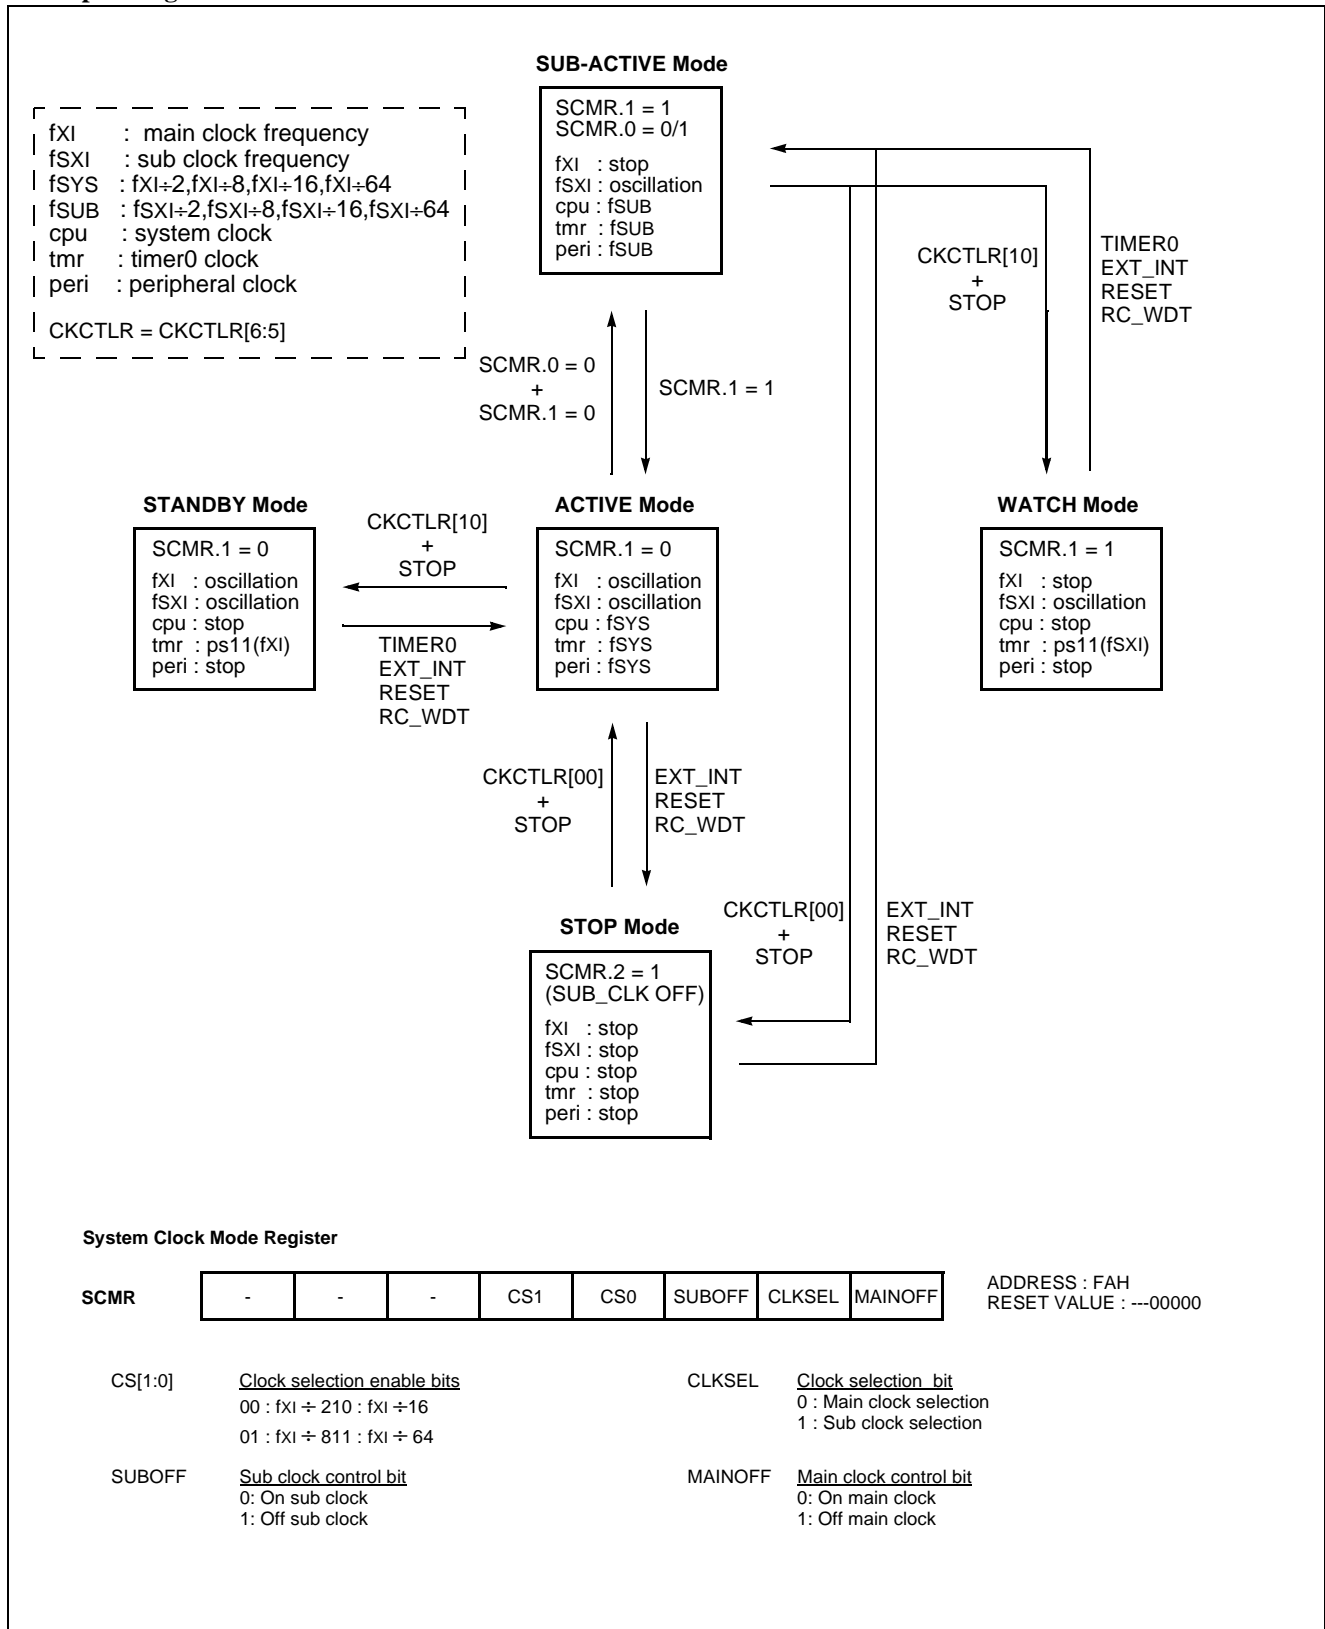 SUB-ACTIVE Mode
SCMR.1 = 1
SCMR.0 = 0/1
fXI : stop
fSXI : oscillation
cpu : fSUB
tmr : fSUB
peri : fSUB
fXI : main clock frequency
fSXI : sub clock frequency
fSYS : fXI÷2,fXI÷8,fXI÷16,fXI÷64
fSUB : fSXI÷2,fSXI÷8,fSXI÷16,fSXI÷64
cpu : system clock
tmr : timer0 clock
peri : peripheral clock
CKCTLR = CKCTLR[6:5]
CKCTLR[10]
+
STOP
TIMER0
EXT_INT
RESET
RC_WDT
SCMR.0 = 0
+
SCMR.1 = 0
SCMR.1 = 1
STANDBY Mode
SCMR.1 = 0
fXI : oscillation
fSXI : oscillation
cpu : stop
tmr : ps11(fXI)
peri : stop
CKCTLR[10]
+
STOP
TIMER0
EXT_INT
RESET
RC_WDT
ACTIVE Mode
SCMR.1 = 0
fXI : oscillation
fSXI : oscillation
cpu : fSYS
tmr : fSYS
peri : fSYS
WATCH Mode
SCMR.1 = 1
fXI : stop
fSXI : oscillation
cpu : stop
tmr : ps11(fSXI)
peri : stop
CKCTLR[00]
+
STOP
EXT_INT
RESET
RC_WDT
STOP Mode
SCMR.2 = 1
(SUB_CLK OFF)
fXI : stop
fSXI : stop
cpu : stop
tmr : stop
peri : stop
CKCTLR[00]
+
STOP
EXT_INT
RESET
RC_WDT
System Clock Mode Register
SCMR - - - CS1 CS0 SUBOFF CLKSEL MAINOFF
ADDRESS : FAH
RESET VALUE : ---00000
CS[1:0] Clock selection enable bits
00 : fXI ÷ 210 : fXI ÷16
01 : fXI ÷ 811 : fXI ÷ 64
CLKSEL Clock selection bit
0 : Main clock selection
1 : Sub clock selection
SUBOFF Sub clock control bit
0: On sub clock
1: Off sub clock
MAINOFF Main clock control bit
0: On main clock
1: Off main clock